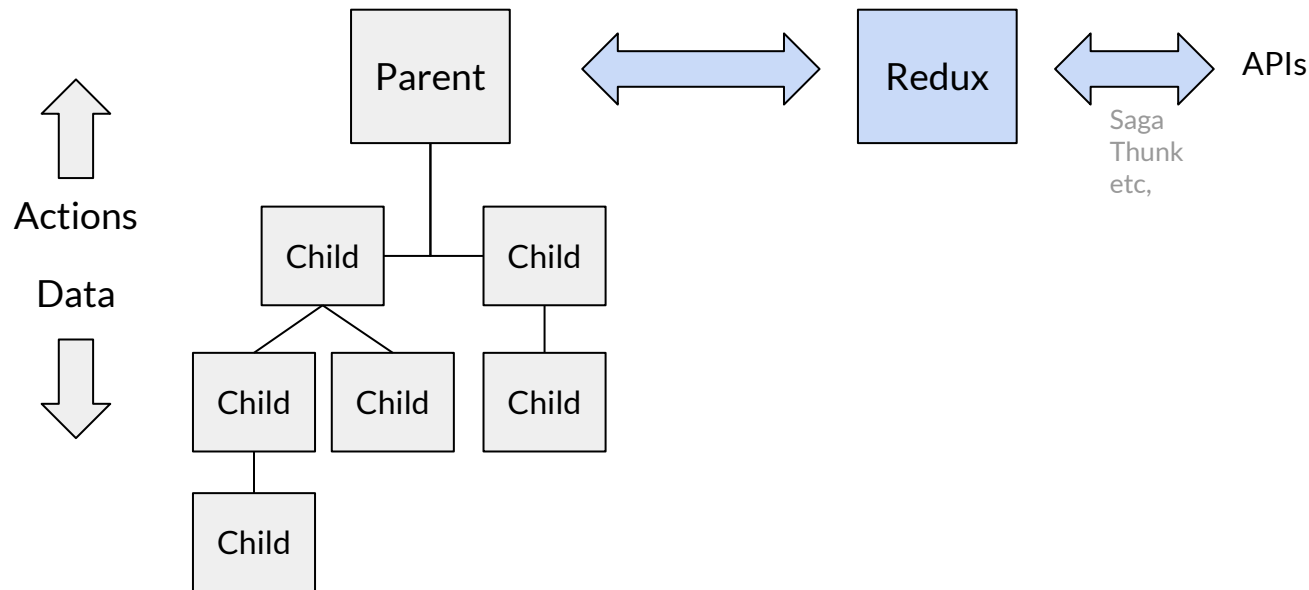 Parent
Redux
APIs
Saga
Thunk
etc,
Actions
Child
Child
Data
Child
Child
Child
Child